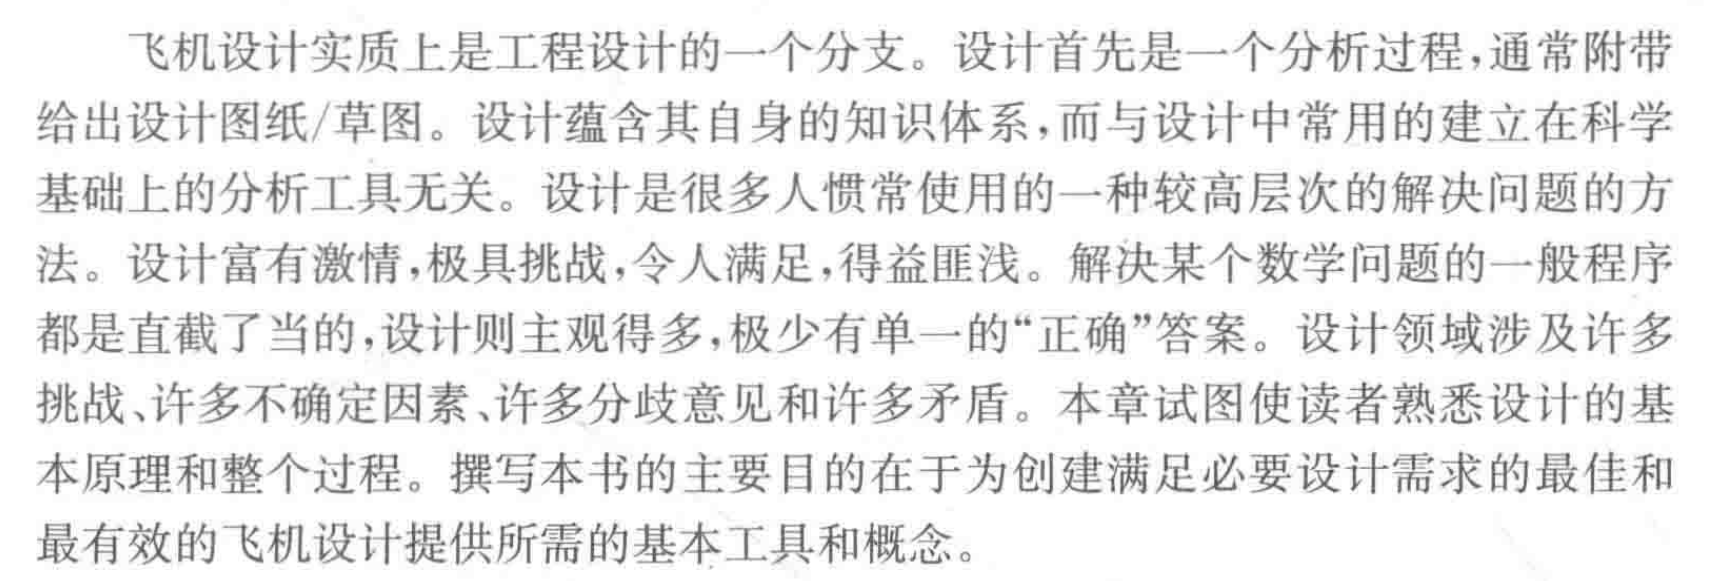 飞机设计实质上是工程设计的一个分支。设计首先是一个分析过程,通常附带
给出设计图纸/草图。设计蕴含其自身的知识体系,而与设计中常用的建立在科学
基础上的分析工具无关。设计是很多人惯常使用的一种较高层次的解决问题的方
法。设计富有激情,极具挑战,令人满足,得益匪浅。解决某个数学问题的一般程序
都是直截了当的,设计则主观得多,极少有单一的“正确”答案。设计领域涉及许多
挑战、许多不确定因素、许多分歧意见和许多矛盾。本章试图使读者熟悉设计的基
本原理和整个过程。撰写本书的主要目的在于为创建满足必要设计需求的最佳和
最有效的飞机设计提供所需的基本工具和概念。